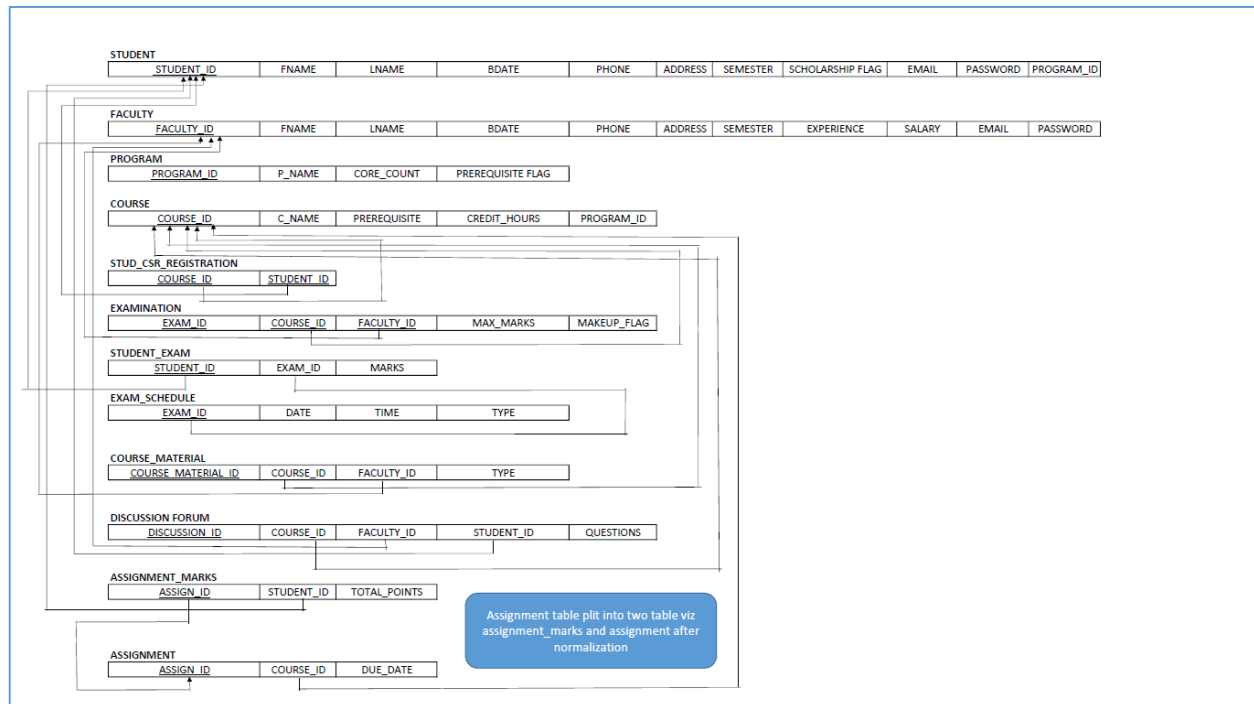 STUDENT
STUDENT_ID FNAME LNAME BDATE PHONE ADDRESS SEMESTER SCHOLARSHIP FLAG EMAIL PASSWORD PROGRAM_ID
FACULTY
FACULTY_ID FNAME LNAME BDATE PHONE ADDRESS SEMESTER EXPERIENCE SALARY EMAIL PASSWORD
PROGRAM
PROGRAM_ID P_NAME CORE_COUNT PREREQUISITE FLAG
COURSE
COURSE_ID C_NAME PREREQUISITE CREDIT_HOURS PROGRAM_ID
STUD_CSR_REGISTRATION
COURSE_ID STUDENT_ID
EXAMINATION
EXAM_ID COURSE_ID FACULTY_ID MAX_MARKS MAKEUP_FLAG
STUDENT_EXAM
STUDENT_ID EXAM_ID MARKS
EXAM_SCHEDULE
EXAM_ID DATE TIME TYPE
COURSE_MATERIAL
COURSE_MATERIAL_ID COURSE_ID FACULTY_ID TYPE
DISCUSSION FORUM
DISCUSSION_ID COURSE_ID FACULTY_ID STUDENT_ID QUESTIONS
ASSIGNMENT_MARKS
ASSIGN_ID STUDENT_ID TOTAL_POINTS
Assignment table plit into two table viz
assignment_marks and assignment after
normalization
ASSIGNMENT
ASSIGN_ID COURSE_ID DUE_DATE